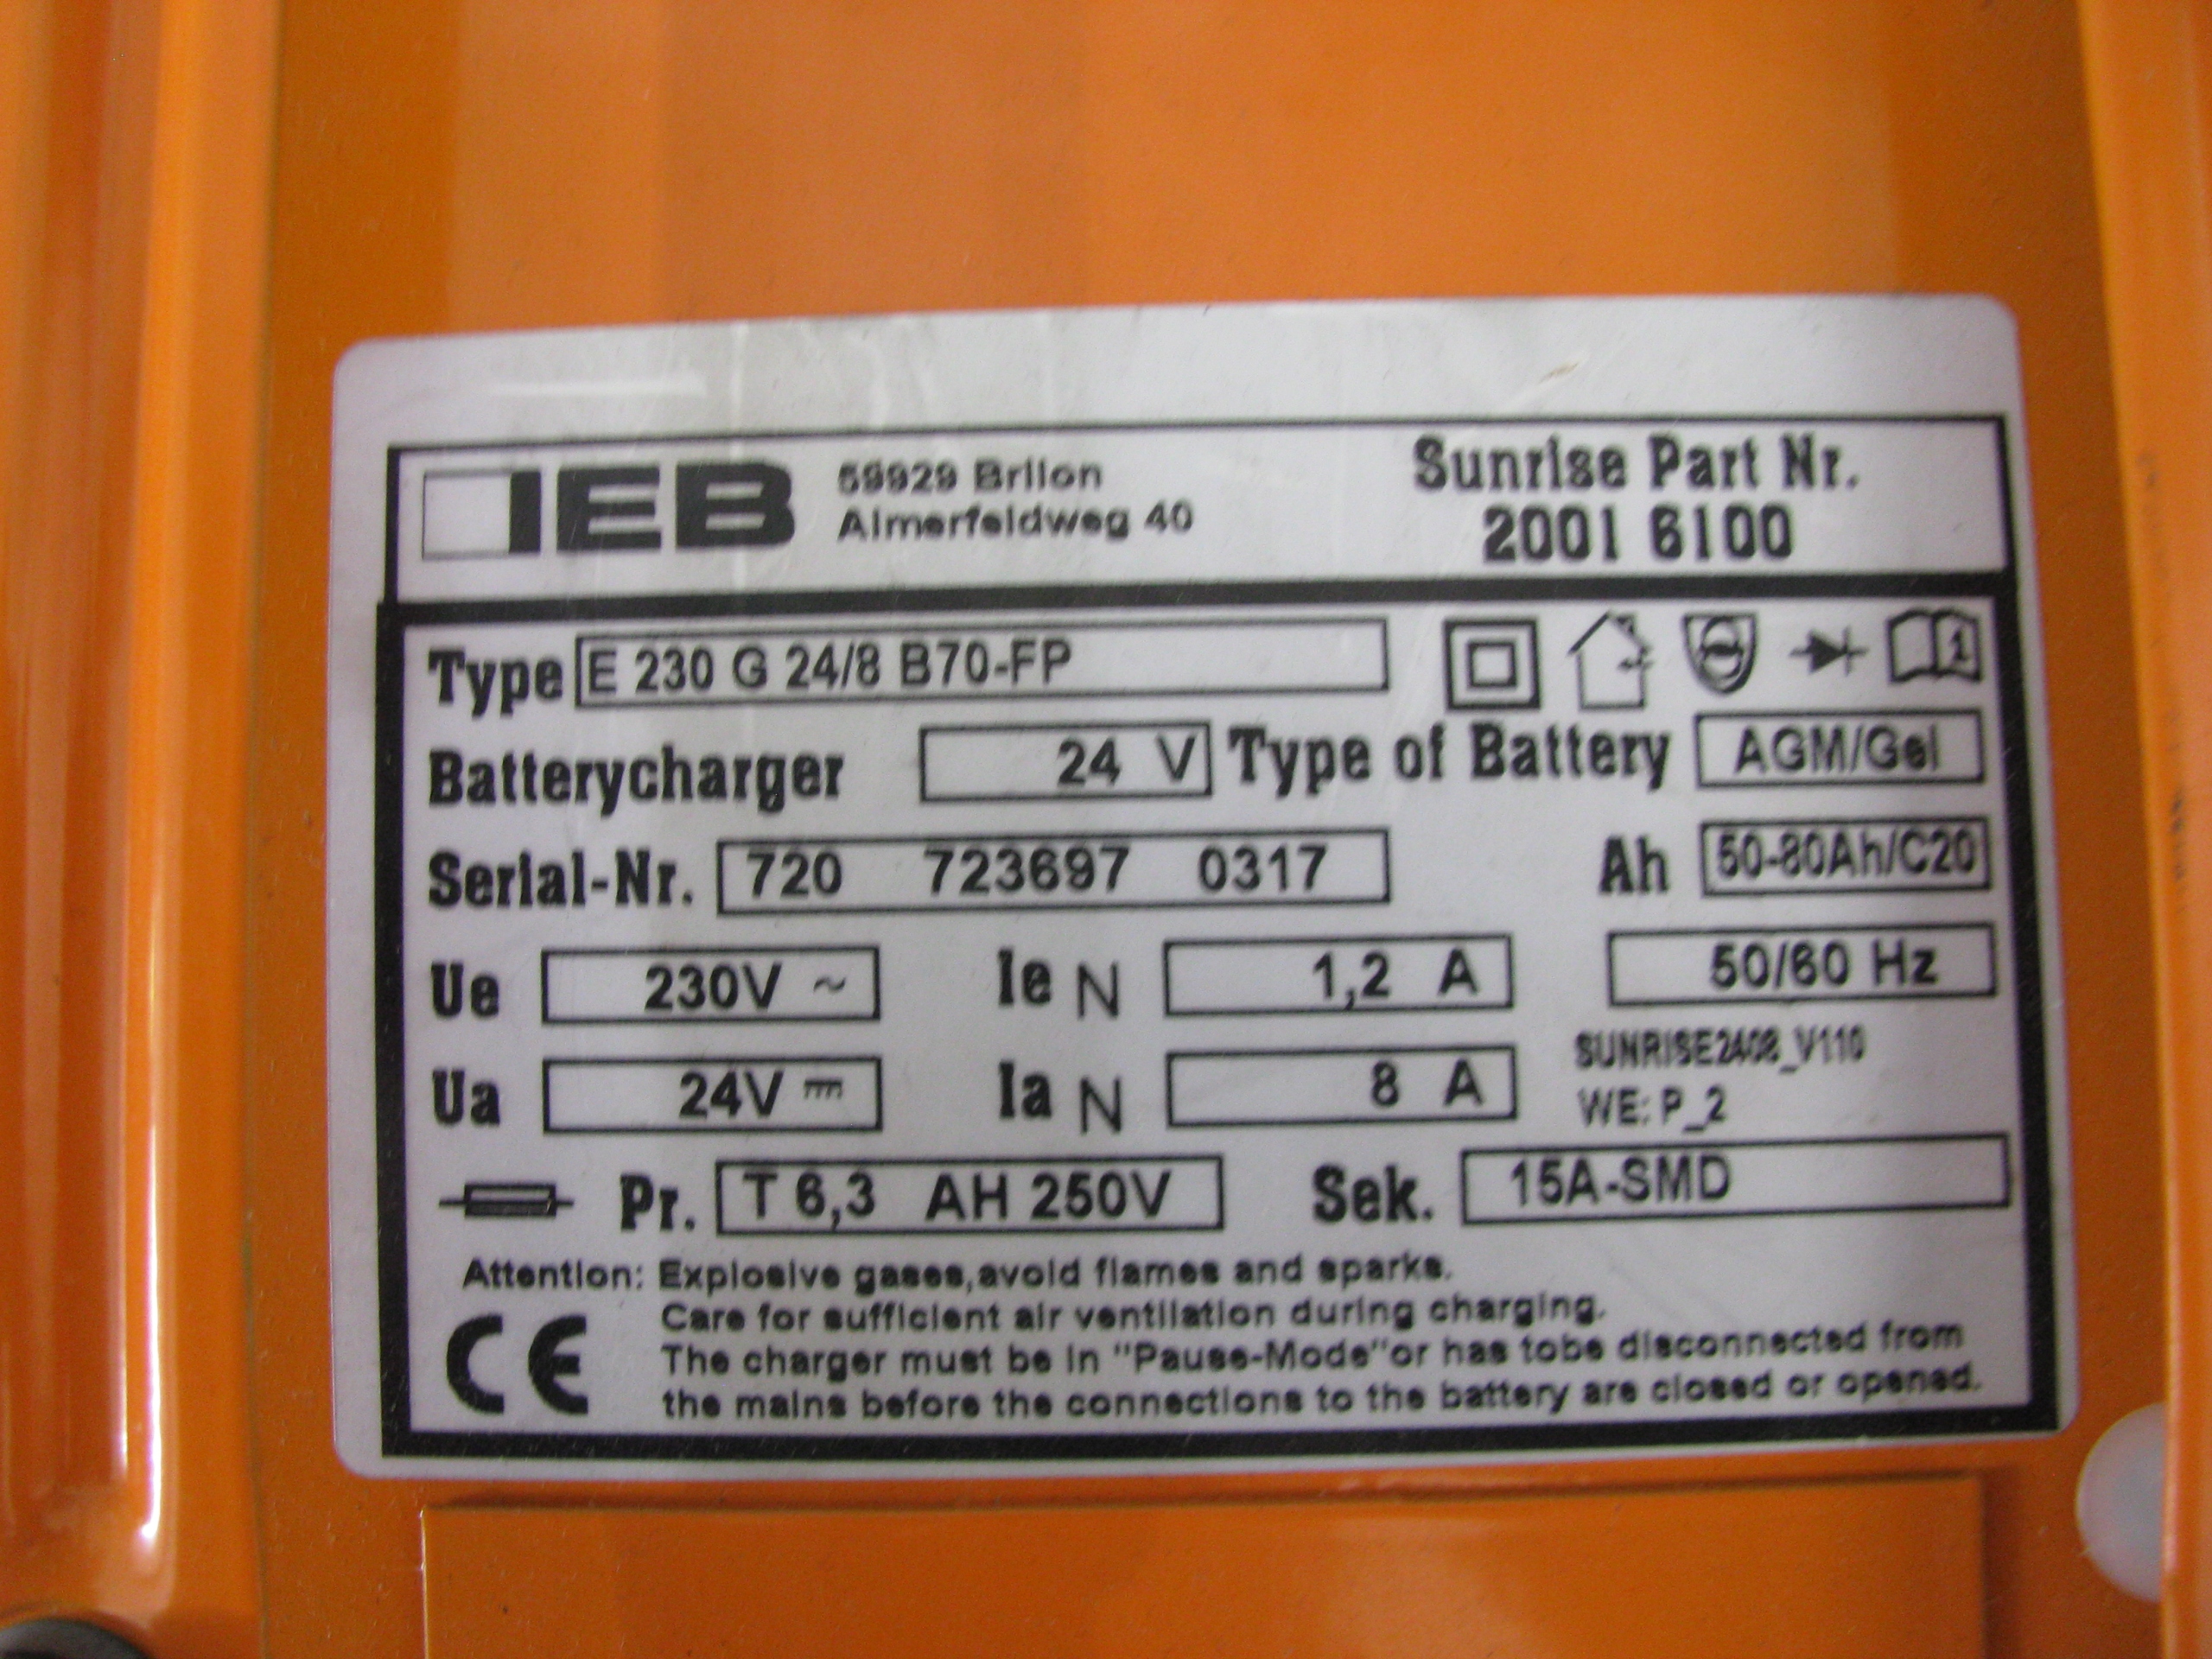 IEB
59929 Brilon
Almerfeldweg 40
Sunrise Part Nr.
2001 6100
Type E 230 G 24/8 B70-FP
Batterycharger 24 V Type of Battery AGM/Gel
Serial-Nr. 720 723697 0317 Ah 50-80Ah/C20
Ue 230V ~ Ie N 1,2 A 50/60 Hz
SUNRISE2408_V110
Ua 24V Ia N 8 A
WE: P_2
Pr. T 6,3 AH 250V Sek. 15A-SMD
Attention: Explosive gases,avoid flames and sparks.
Care for sufficient air ventilation during charging.
CE
The charger must be in "Pause-Mode"or has tobe disconnected from
the mains before the connections to the battery are closed or opened.